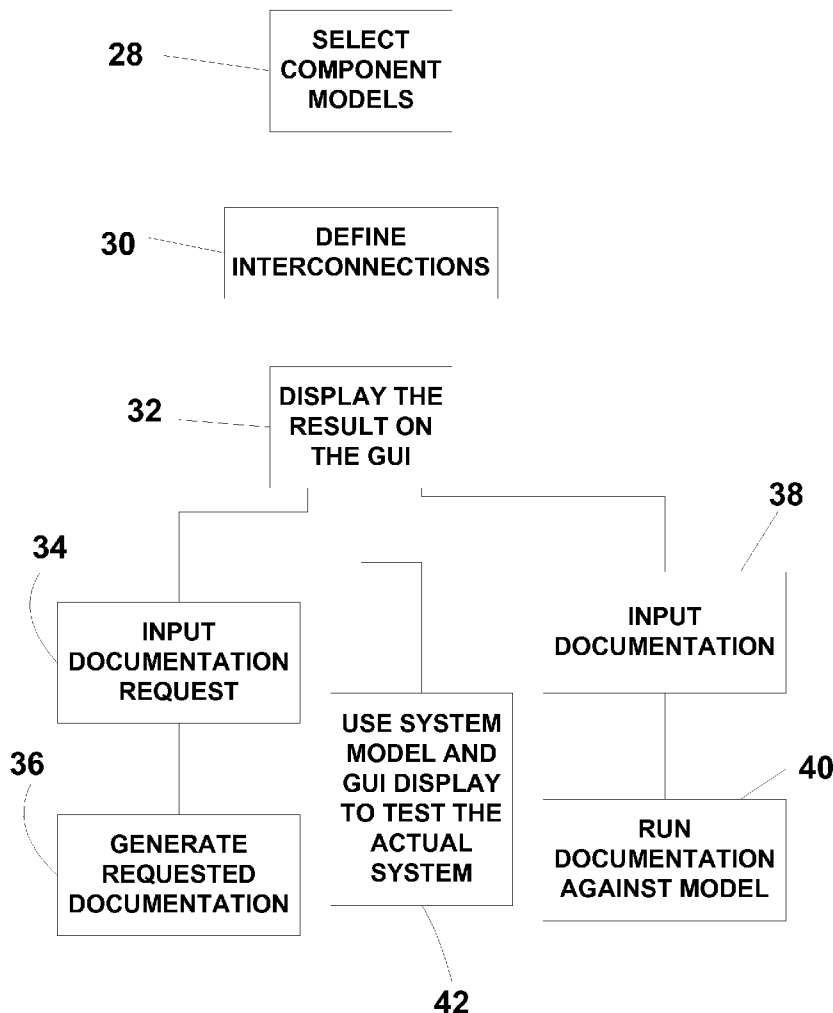 28
SELECT
COMPONENT
MODELS
30
DEFINE
INTERCONNECTIONS
32
DISPLAY THE
RESULT ON
THE GUI
34
INPUT
DOCUMENTATION
REQUEST
36
GENERATE
REQUESTED
DOCUMENTATION
USE SYSTEM
MODEL AND
GUI DISPLAY
TO TEST THE
ACTUAL
SYSTEM
42
38
INPUT
DOCUMENTATION
40
RUN
DOCUMENTATION
AGAINST MODEL